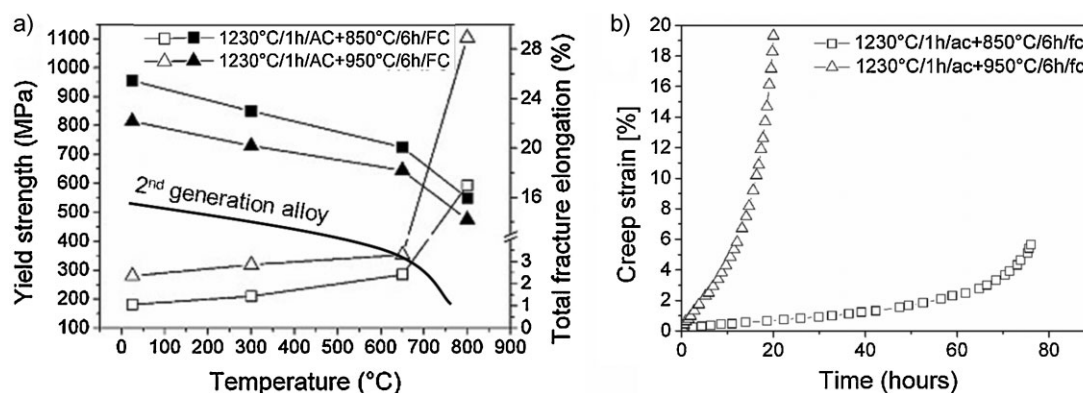 a)
1230°C/1h/AC+850°C/6h/FC
1230°C/1h/AC+950°C/6h/FC
2nd generation alloy
Yield strength (MPa)
1100
1000
900
800
700
600
500
400
300
200
100
Total fracture elongation (%)
28
24
20
16
3
2
1
0
0 100 200 300 400 500 600 700 800 900
Temperature (°C)
b)
1230°C/1h/ac+850°C/6h/fc
1230°C/1h/ac+950°C/6h/fc
Creep strain [%]
20
18
16
14
12
10
8
6
4
2
0
0 20 40 60 80
Time (hours)